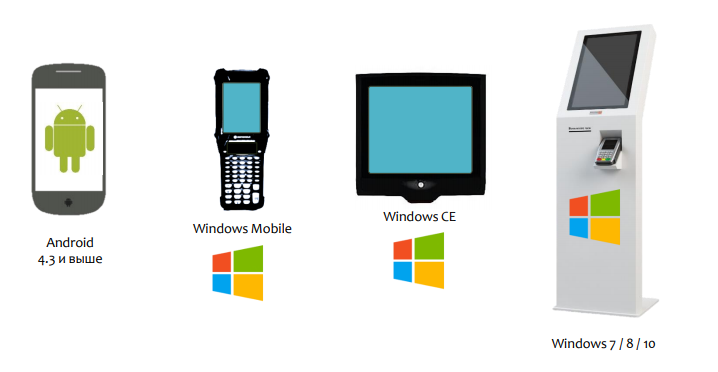 Android
4.3 и выше
Windows Mobile
Windows CE
Windows 7 / 8 / 10